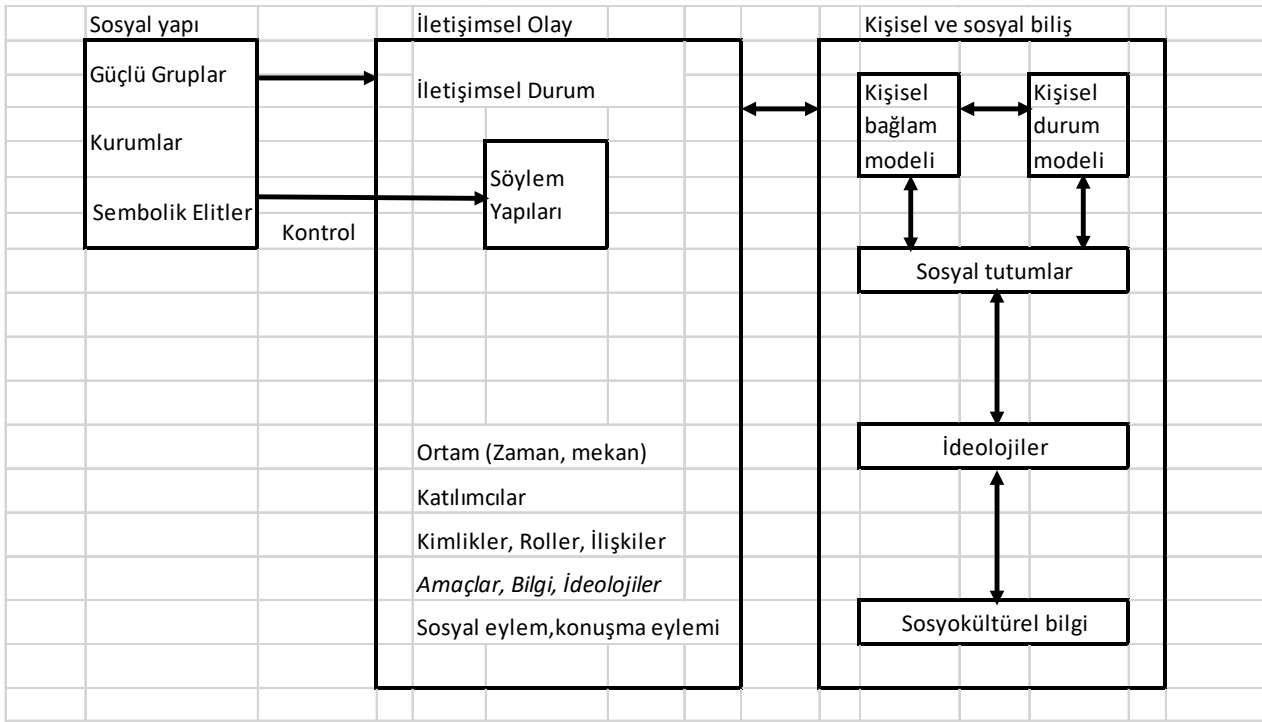 Sosyal yapı
Güçlü Gruplar
Kurumlar
Sembolik Elitler
Kontrol
İletişimsel Olay
İletişimsel Durum
Söylem
Yapıları
Ortam (Zaman, mekan)
Katılımcılar
Kimlikler, Roller, İlişkiler
Amaçlar, Bilgi, İdeolojiler
Sosyal eylem,konuşma eylemi
Kişisel ve sosyal biliş
Kişisel
bağlam
modeli
Kişisel
durum
modeli
Sosyal tutumlar
İdeolojiler
Sosyokültürel bilgi